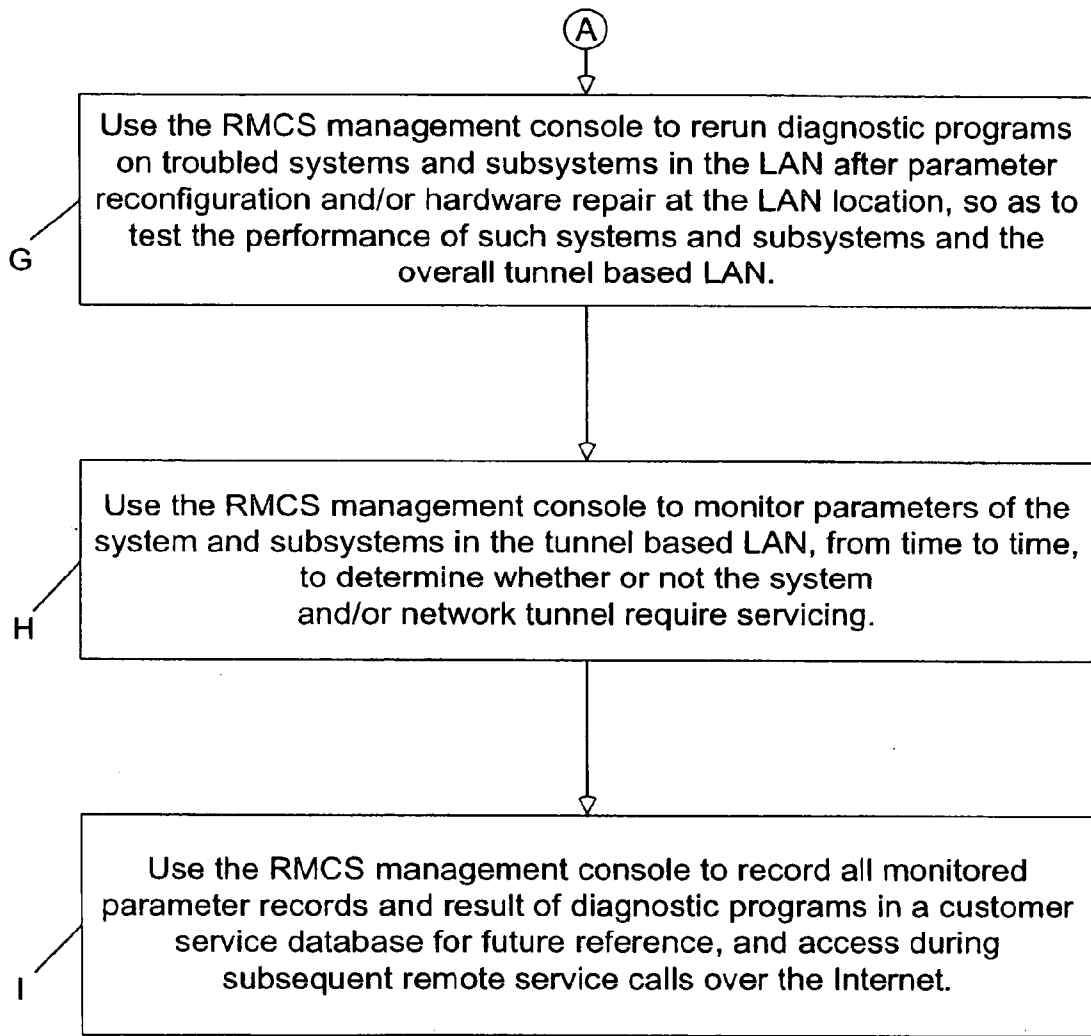 A
Use the RMCS management console to rerun diagnostic programs
on troubled systems and subsystems in the LAN after parameter
reconfiguration and/or hardware repair at the LAN location, so as to
test the performance of such systems and subsystems and the
overall tunnel based LAN.
G
Use the RMCS management console to monitor parameters of the
system and subsystems in the tunnel based LAN, from time to time,
to determine whether or not the system
and/or network tunnel require servicing.
H
Use the RMCS management console to record all monitored
parameter records and result of diagnostic programs in a customer
service database for future reference, and access during
subsequent remote service calls over the Internet.
I